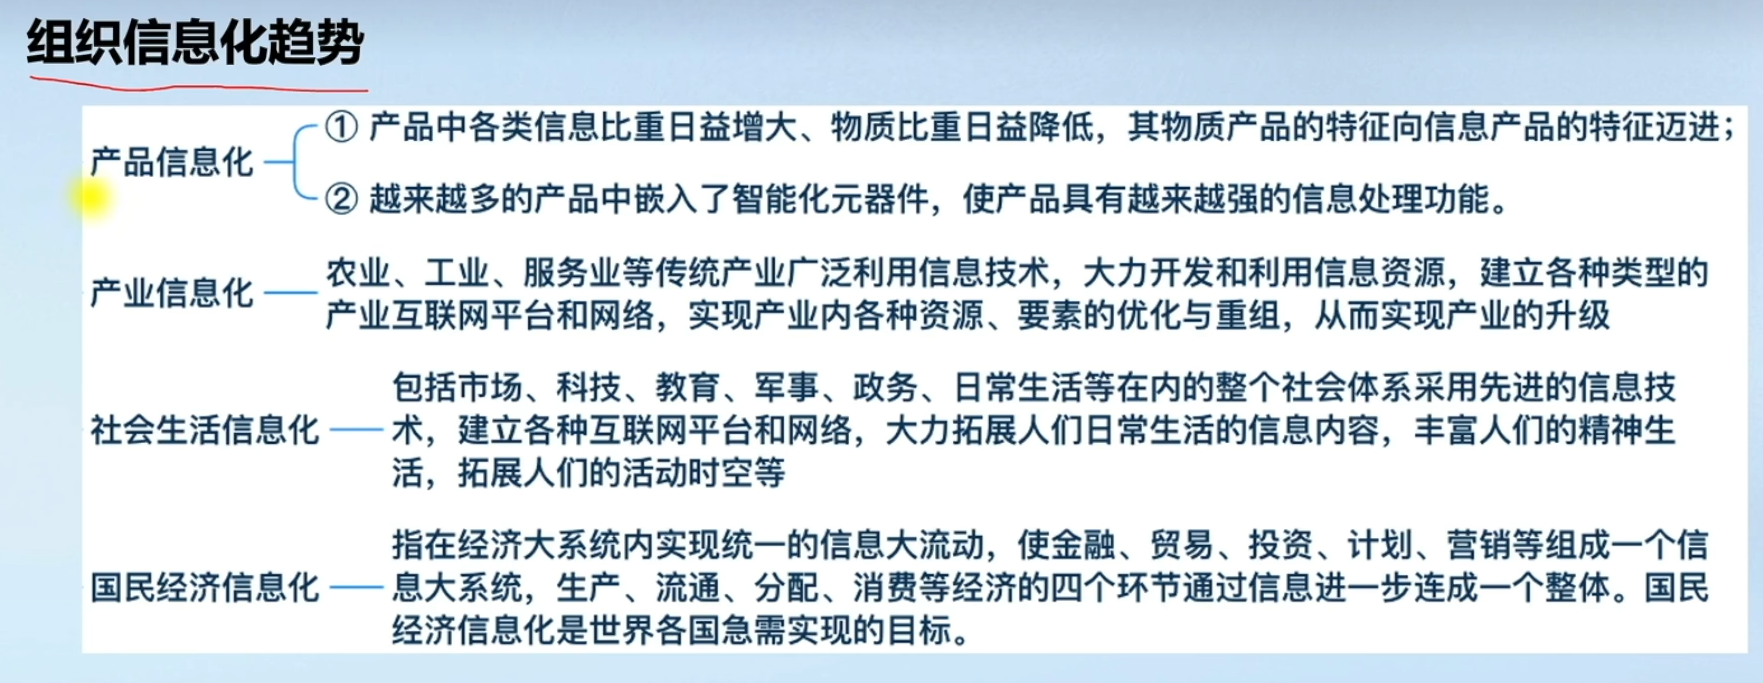 组织信息化趋势
产品信息化
① 产品中各类信息比重日益增大、物质比重日益降低，其物质产品的特征向信息产品的特征迈进；
② 越来越多的产品中嵌入了智能化元器件，使产品具有越来越强的信息处理功能。
产业信息化
农业、工业、服务业等传统产业广泛利用信息技术，大力开发和利用信息资源，建立各种类型的
产业互联网平台和网络，实现产业内各种资源、要素的优化与重组，从而实现产业的升级
社会生活信息化
包括市场、科技、教育、军事、政务、日常生活等在内的整个社会体系采用先进的信息技
术，建立各种互联网平台和网络，大力拓展人们日常生活的信息内容，丰富人们的精神生
活，拓展人们的活动时空等
国民经济信息化
指在经济大系统内实现统一的信息大流动，使金融、贸易、投资、计划、营销等组成一个信
息大系统，生产、流通、分配、消费等经济的四个环节通过信息进一步连成一个整体。国民
经济信息化是世界各国急需实现的目标。